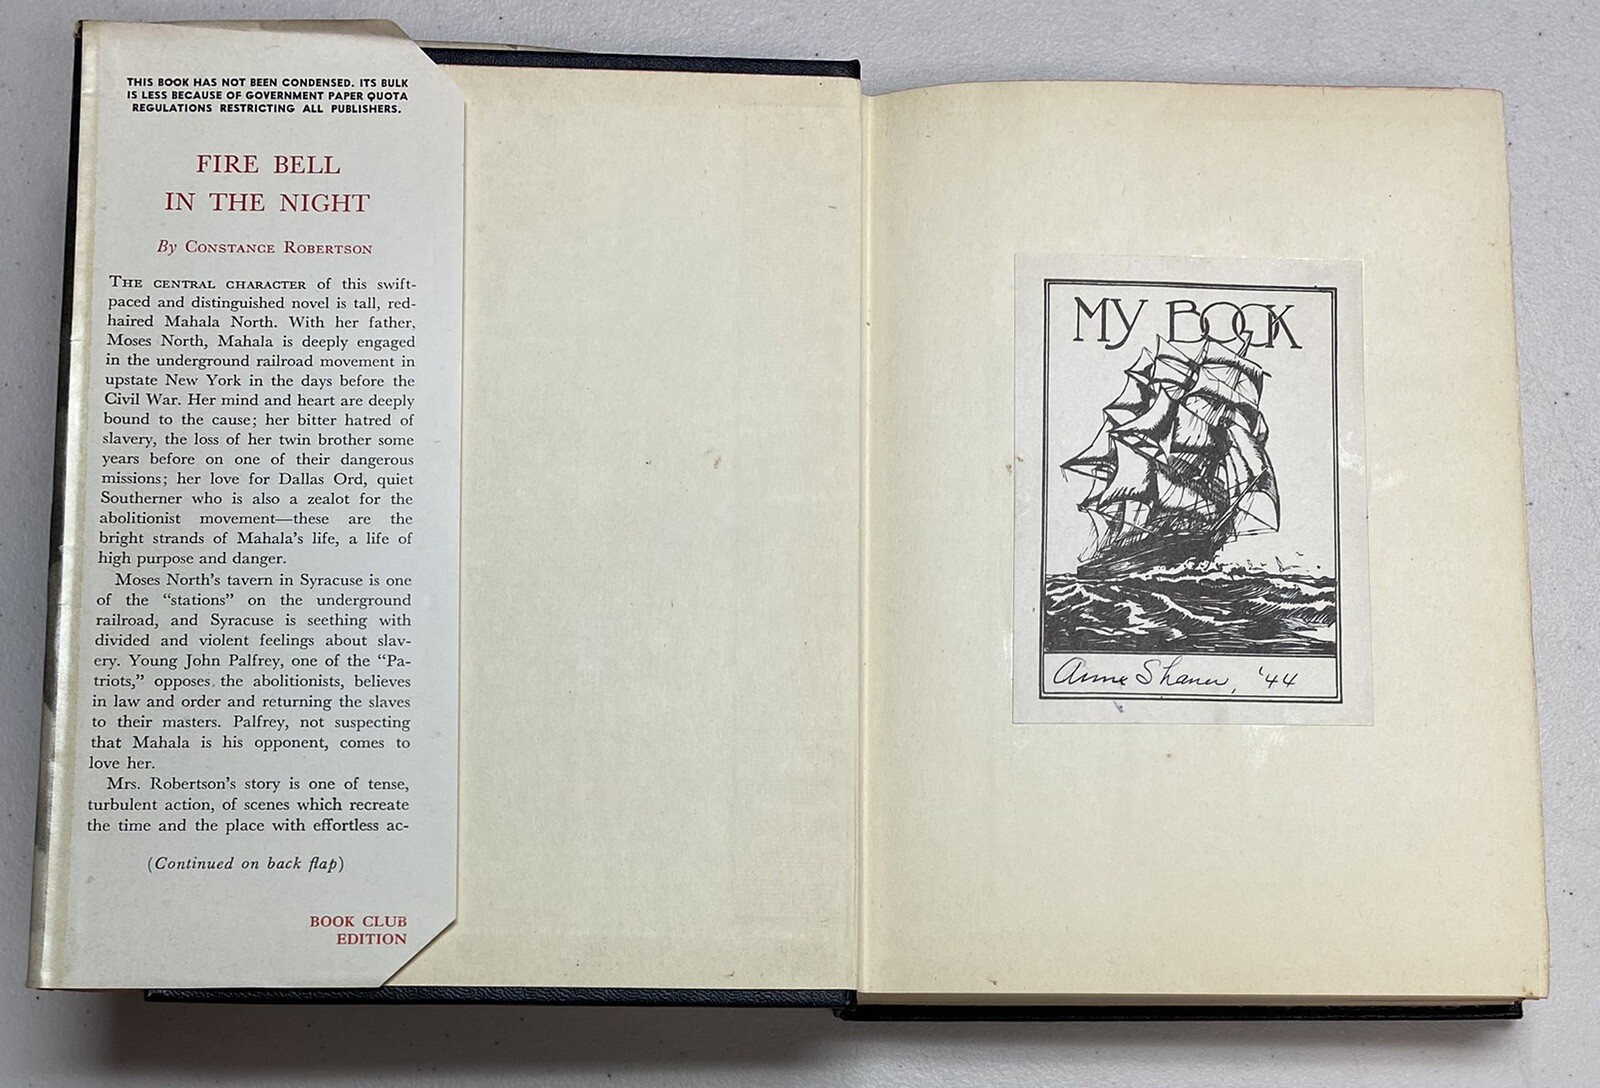 THIS BOOK HAS NOT BEEN CONDENSED. ITS BULK
IS LESS BECAUSE OF GOVERNMENT PAPER QUOTA
REGULATIONS RESTRICTING ALL PUBLISHERS.
FIRE BELL
IN THE NIGHT
By CONSTANCE ROBERTSON
THE CENTRAL CHARACTER of this swift-
paced and distinguished novel is tall, red-
haired Mahala North. With her father,
Moses North, Mahala is deeply engaged
in the underground railroad movement in
upstate New York in the days before the
Civil War. Her mind and heart are deeply
bound to the cause; her bitter hatred of
slavery, the loss of her twin brother some
years before on one of their dangerous
missions; her love for Dallas Ord, quiet
Southerner who is also a zealot for the
abolitionist movement—these are the
bright strands of Mahala's life, a life of
high purpose and danger.
Moses North's tavern in Syracuse is one
of the "stations" on the underground
railroad, and Syracuse is seething with
divided and violent feelings about slav-
ery. Young John Palfrey, one of the "Pa-
triots," opposes the abolitionists, believes
in law and order and returning the slaves
to their masters. Palfrey, not suspecting
that Mahala is his opponent, comes to
love her.
Mrs. Robertson's story is one of tense,
turbulent action, of scenes which recreate
the time and the place with effortless ac-
(Continued on back flap)
BOOK CLUB
EDITION
MY BOOK
Anne Shaner, '44